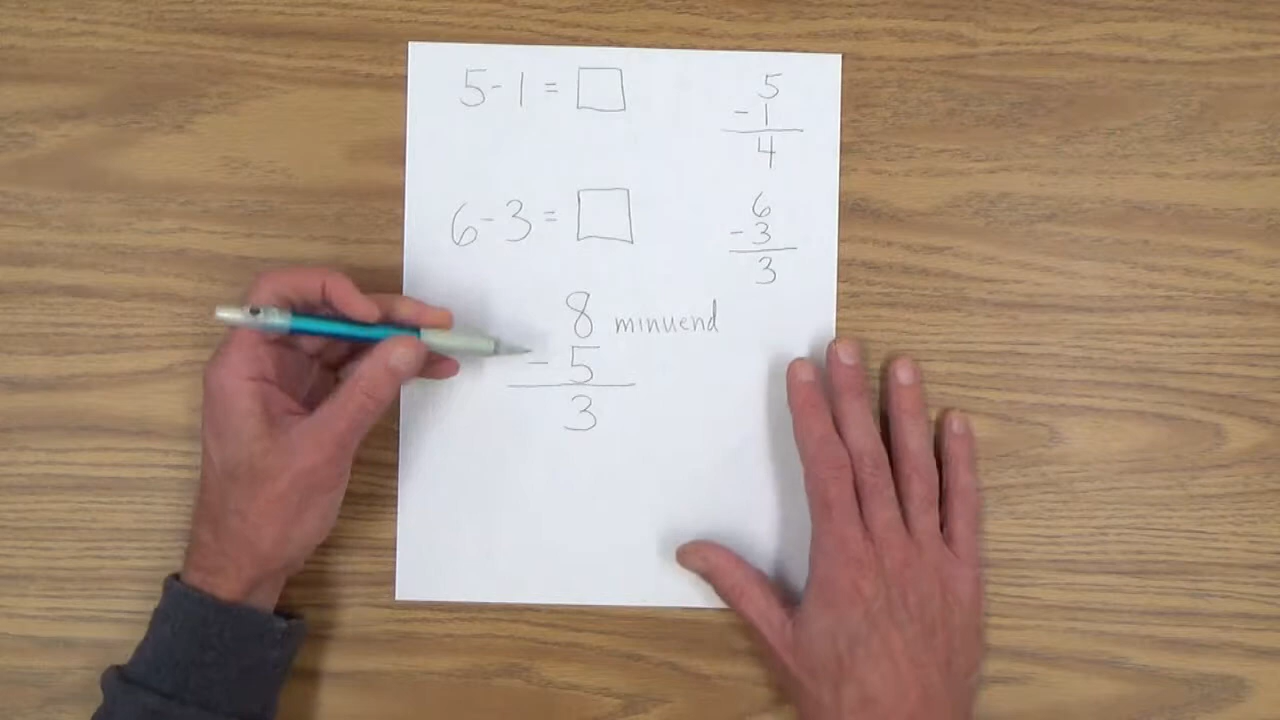 5-1 = □
5
-1
4
6-3 = □
6
-3
3
8 minuend
- 5
3